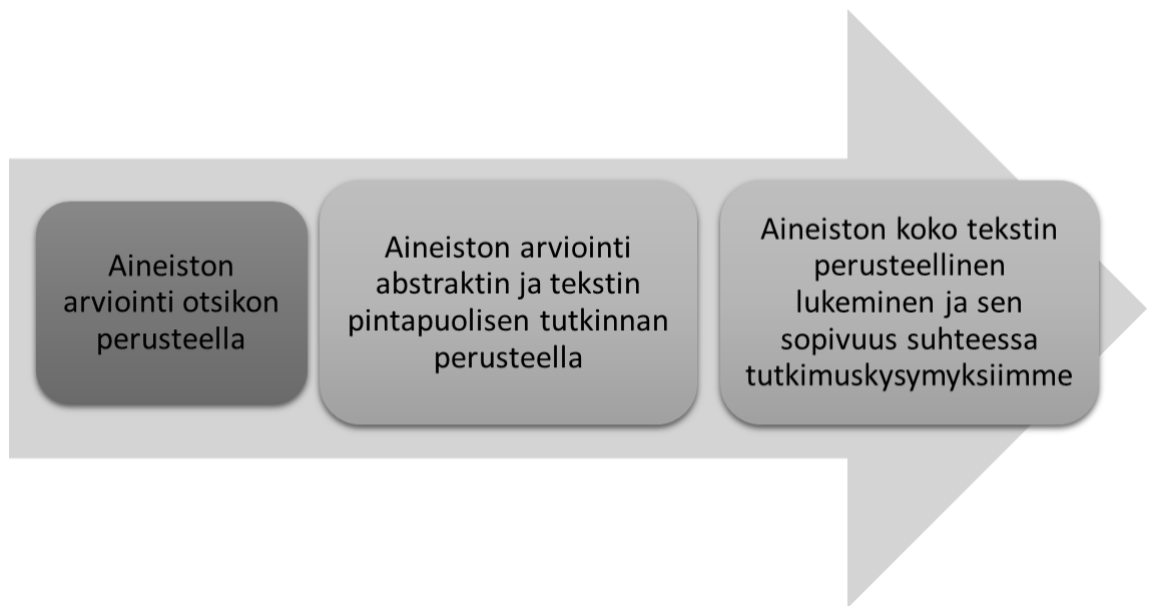 Aineiston
arviointi otsikon
perusteella
Aineiston arviointi
abstraktin ja tekstin
pintapuolisen tutkinnan
perusteella
Aineiston koko tekstin
perusteellinen
lukeminen ja sen
sopivuus suhteessa
tutkimuskysymyksiimme